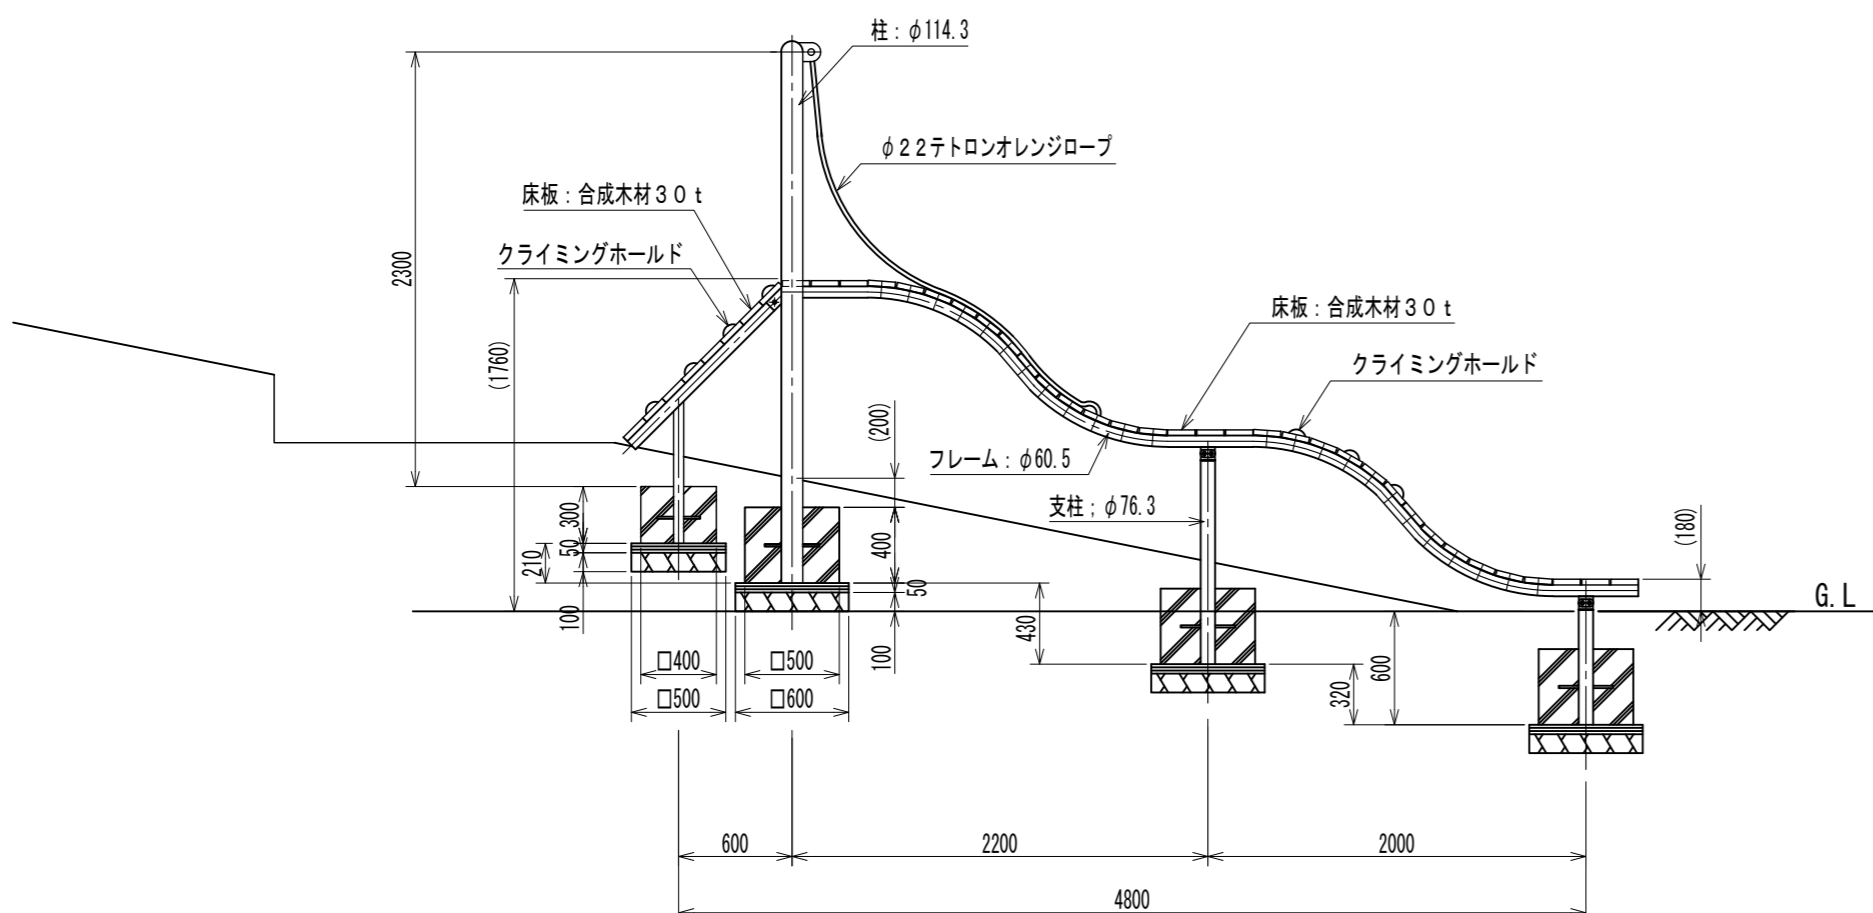 柱：φ114.3
φ２２テトロンオレンジロープ
床板：合成木材３０ｔ
クライミングホールド
2300
(1760)
(200)
床板：合成木材３０ｔ
クライミングホールド
フレーム：φ60.5
支柱；φ76.3
300
50
210
100
400
50
100
430
(180)
G.L
600
320
□400
□500
□500
□600
600
2200
2000
4800